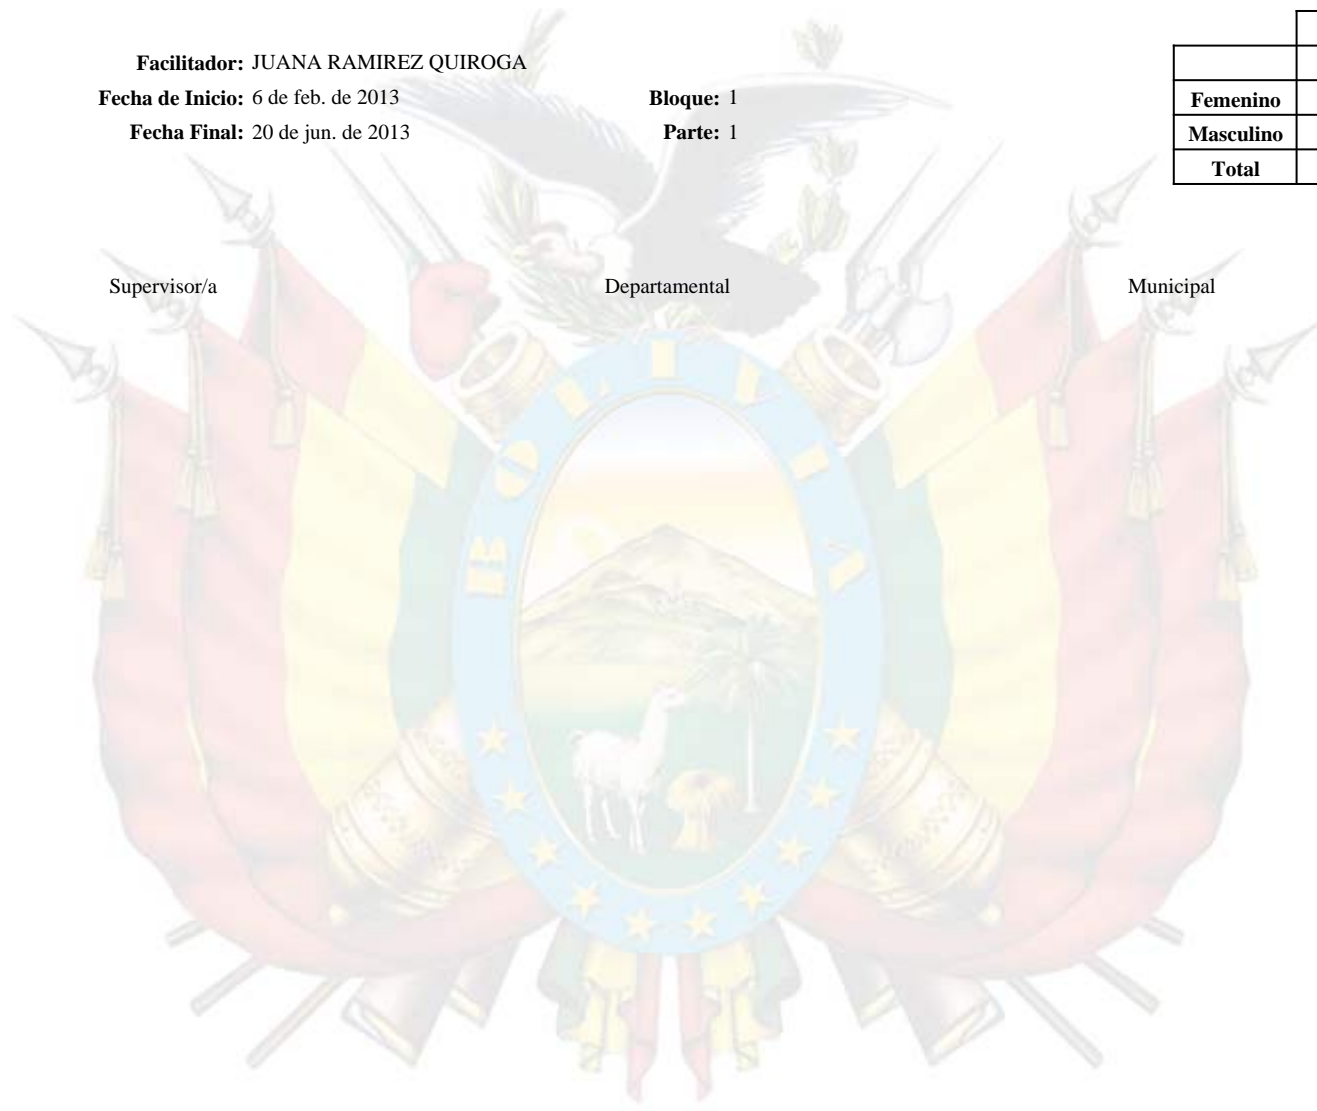 Facilitador: JUANA RAMIREZ QUIROGA
Fecha de Inicio: 6 de feb. de 2013 Bloque: 1
Femenino
Fecha Final: 20 de jun. de 2013 Parte: 1
Masculino
Total
Supervisor/a Departamental Municipal
BOLIVIA